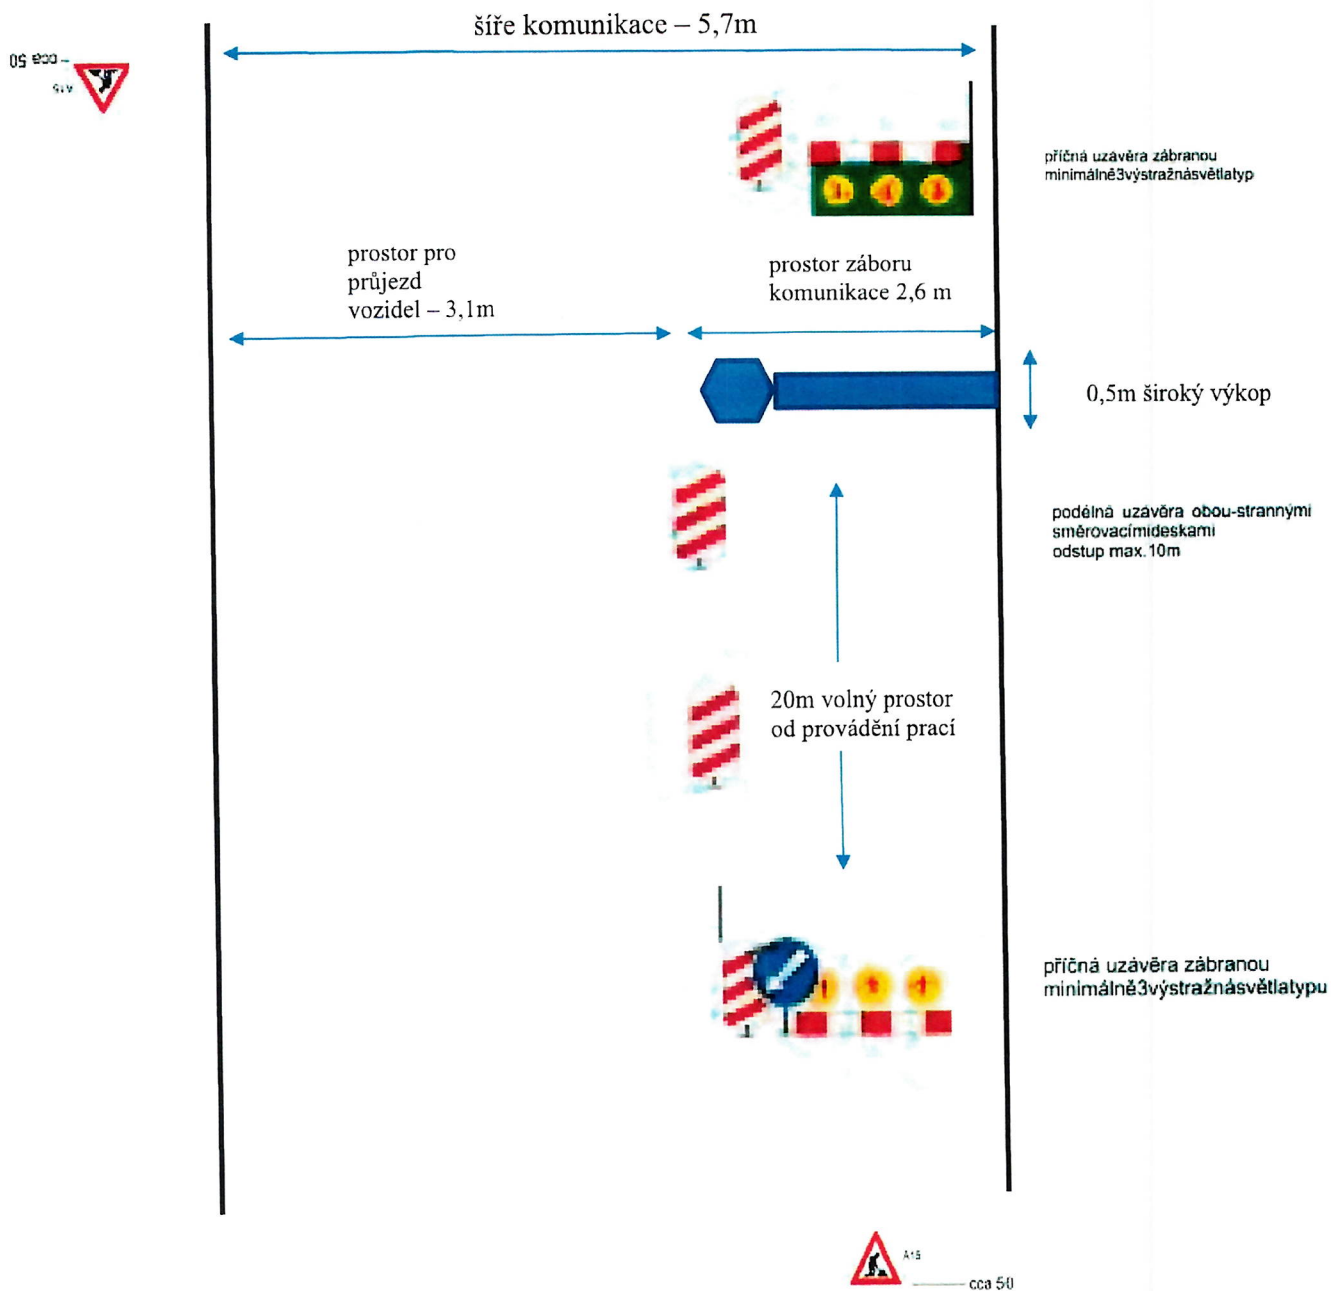 šíře komunikace – 5,7m
– cca 50
A15
příčná uzávěra zábranou
minimálně3výstražnásvětlatyp
prostor pro
průjezd
vozidel – 3,1m
prostor záboru
komunikace 2,6 m
0,5m široký výkop
podélná uzávěra obou-strannými
směrovacímideskami
odstup max.10m
20m volný prostor
od provádění prací
příčná uzávěra zábranou
minimálně3výstražnásvětlatypu
A15
cca 50